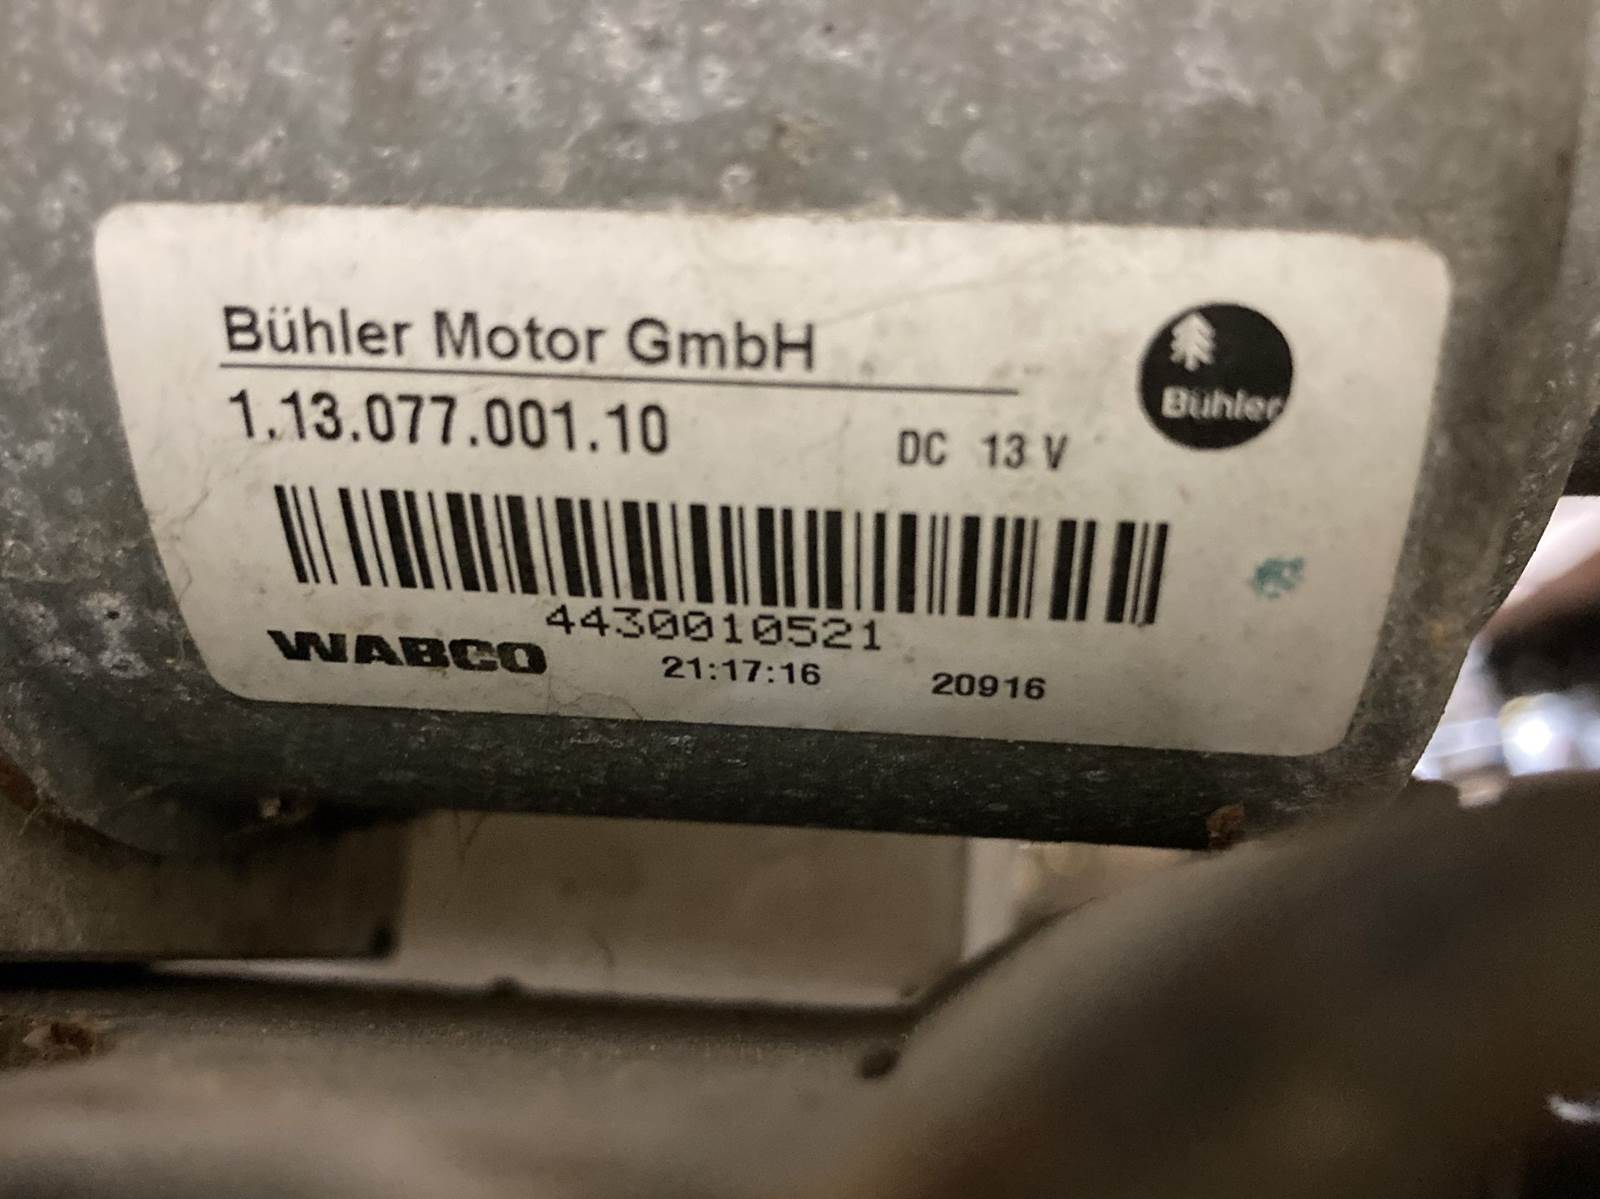 Bühler Motor GmbH
Bühler
1.13.077.001.10
DC 13 V
4430010521
WABCO
21:17:16 20916